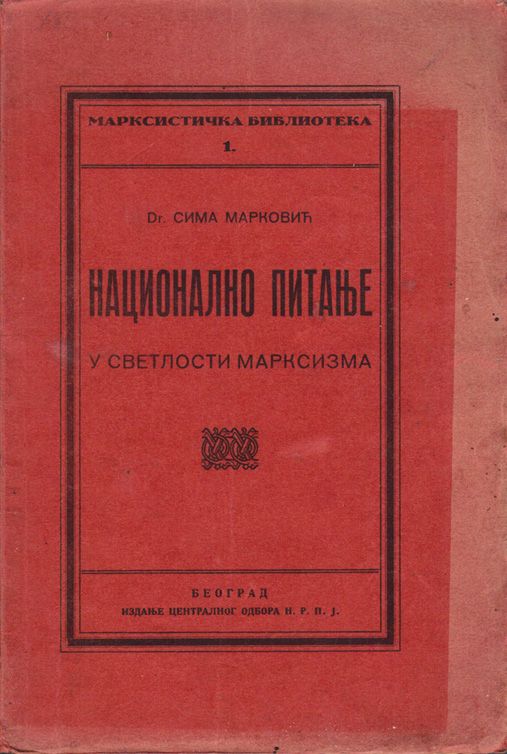 МАРКСИСТИЧКА БИБЛИОТЕКА
1.
Dr. СИМА МАРКОВИЋ
НАЦИОНАЛНО ПИТАЊЕ
У СВЕТЛОСТИ МАРКСИЗМА
БЕОГРАД
ИЗДАЊЕ ЦЕНТРАЛНОГ ОДБОРА Н. Р. П. Ј.